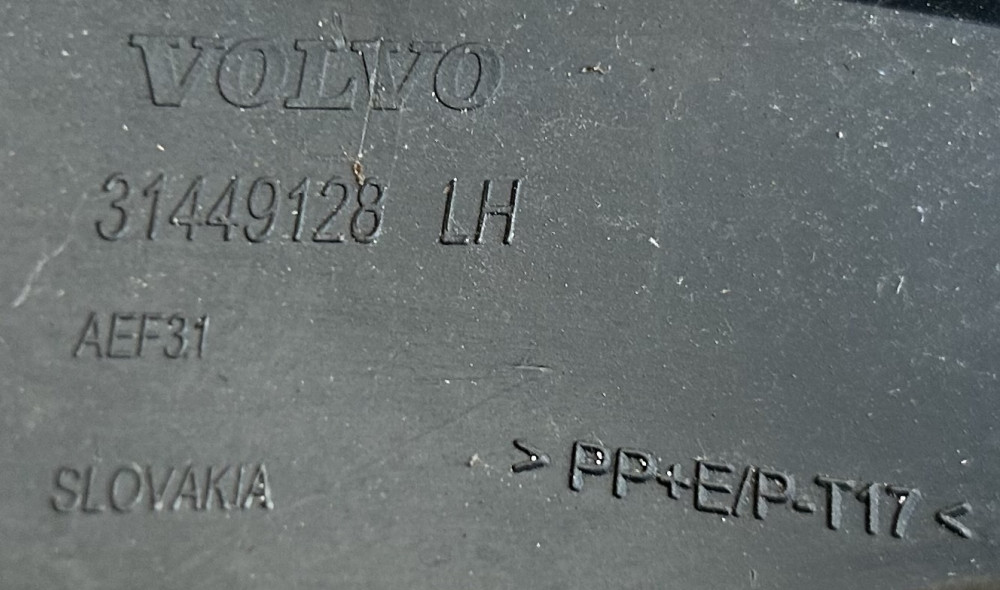 VOLVO
31449128 LH
AEF31
SLOVAKIA
>PP+E/P-T17<